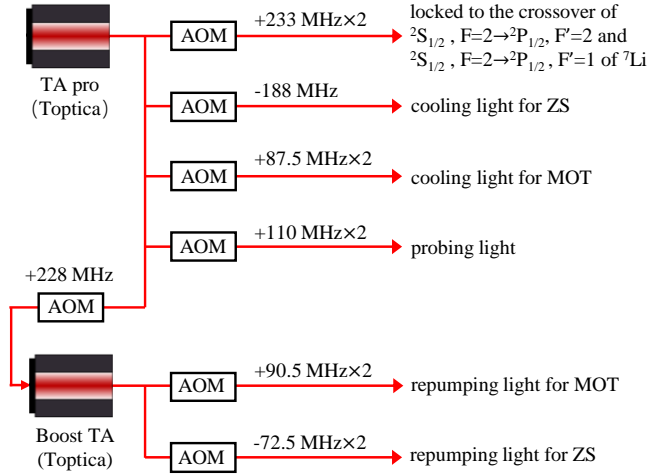 TA pro
(Toptica)
AOM
+233 MHz×2
locked to the crossover of
²S₁/₂ , F=2→²P₁/₂, F′=2 and
²S₁/₂ , F=2→²P₁/₂, F′=1 of ⁷Li
AOM
-188 MHz
cooling light for ZS
AOM
+87.5 MHz×2
cooling light for MOT
AOM
+110 MHz×2
probing light
+228 MHz
AOM
Boost TA
(Toptica)
AOM
+90.5 MHz×2
repumping light for MOT
AOM
-72.5 MHz×2
repumping light for ZS